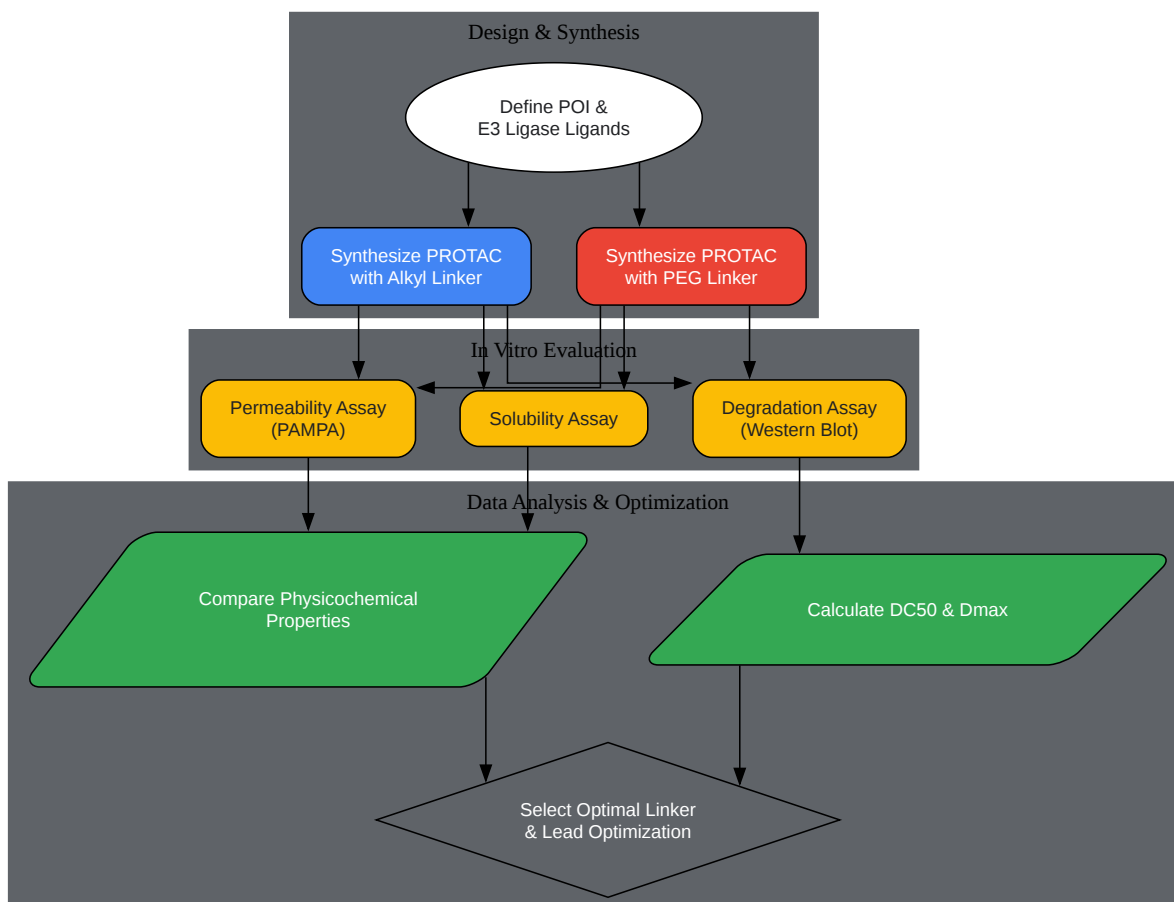 Design & Synthesis
Define POI &
E3 Ligase Ligands
Synthesize PROTAC
with Alkyl Linker
Synthesize PROTAC
with PEG Linker
In Vitro Evaluation
Permeability Assay
(PAMPA)
Solubility Assay
Degradation Assay
(Western Blot)
Data Analysis & Optimization
Compare Physicochemical
Properties
Calculate DC50 & Dmax
Select Optimal Linker
& Lead Optimization